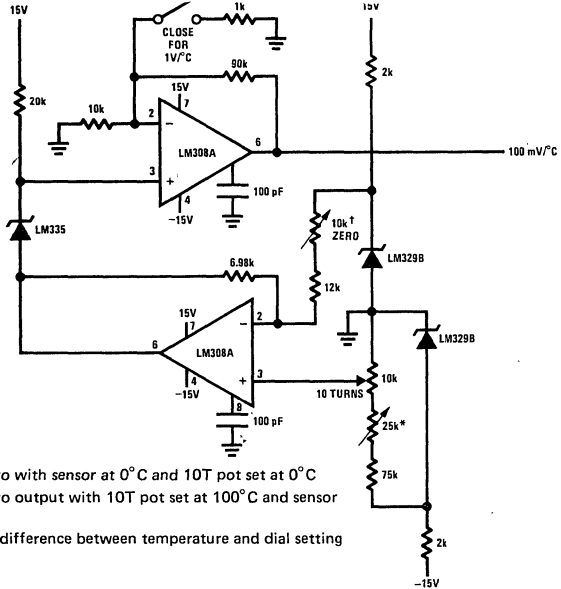 15V
15V
1k
CLOSE
FOR
1V/°C
2k
90k
20k
10k
15V
7
2
−
6
LM308A
100 mV/°C
3
+
100 pF
4
−15V
10k†
ZERO
LM335
LM329B
6.98k
12k
15V
7
2
−
6
LM308A
LM329B
3
+
10k
4
−15V
10 TURNS
8
100 pF
25k*
75k
o with sensor at 0°C and 10T pot set at 0°C
o output with 10T pot set at 100°C and sensor
difference between temperature and dial setting
2k
−15V